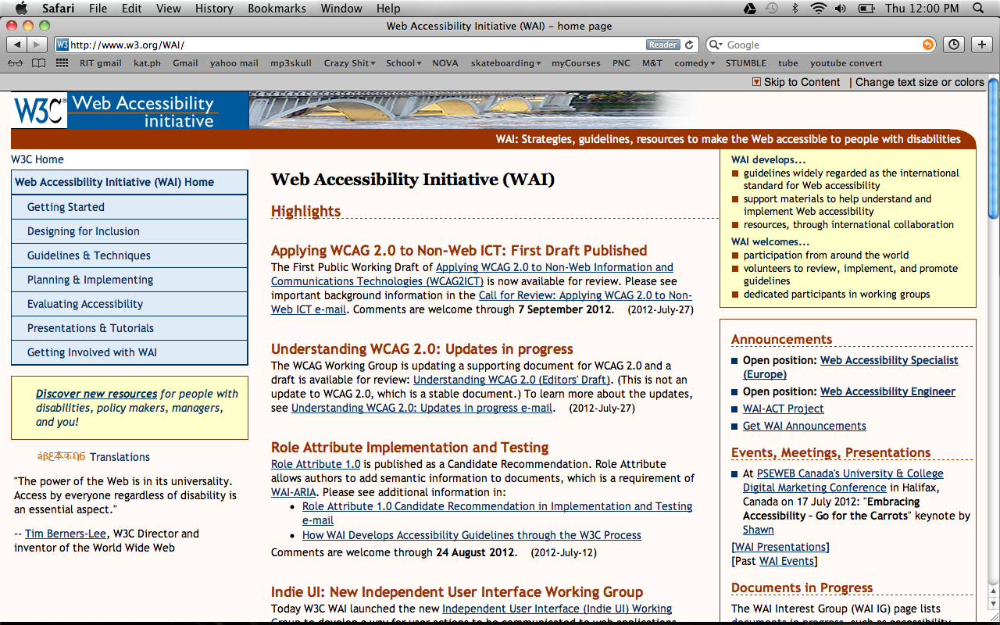 Safari File Edit View History Bookmarks Window Help Thu 12:00 PM
Web Accessibility Initiative (WAI) – home page
W3 http://www.w3.org/WAI/ Reader Google
RIT gmail kat.ph Gmail yahoo mail mp3skull Crazy Shit School NOVA skateboarding myCourses PNC M&T comedy STUMBLE tube youtube convert
Skip to Content | Change text size or colors
W3C® Web Accessibility
initiative
WAI: Strategies, guidelines, resources to make the Web accessible to people with disabilities
W3C Home
Web Accessibility Initiative (WAI) Home
Getting Started
Designing for Inclusion
Guidelines & Techniques
Planning & Implementing
Evaluating Accessibility
Presentations & Tutorials
Getting Involved with WAI
Discover new resources for people with
disabilities, policy makers, managers,
and you!
Translations
"The power of the Web is in its universality.
Access by everyone regardless of disability is
an essential aspect."
-- Tim Berners-Lee, W3C Director and
inventor of the World Wide Web
Web Accessibility Initiative (WAI)
Highlights
Applying WCAG 2.0 to Non-Web ICT: First Draft Published
The First Public Working Draft of Applying WCAG 2.0 to Non-Web Information and
Communications Technologies (WCAG2ICT) is now available for review. Please see
important background information in the Call for Review: Applying WCAG 2.0 to Non-
Web ICT e-mail. Comments are welcome through 7 September 2012. (2012-July-27)
Understanding WCAG 2.0: Updates in progress
The WCAG Working Group is updating a supporting document for WCAG 2.0 and a
draft is available for review: Understanding WCAG 2.0 (Editors' Draft). (This is not an
update to WCAG 2.0, which is a stable document.) To learn more about the updates,
see Understanding WCAG 2.0: Updates in progress e-mail. (2012-July-27)
Role Attribute Implementation and Testing
Role Attribute 1.0 is published as a Candidate Recommendation. Role Attribute
allows authors to add semantic information to documents, which is a requirement of
WAI-ARIA. Please see additional information in:
• Role Attribute 1.0 Candidate Recommendation in Implementation and Testing
e-mail
• How WAI Develops Accessibility Guidelines through the W3C Process
Comments are welcome through 24 August 2012. (2012-July-12)
Indie UI: New Independent User Interface Working Group
Today W3C WAI launched the new Independent User Interface (Indie UI) Working
Group to develop a way for user actions to be communicated to web applications
WAI develops...
guidelines widely regarded as the international
standard for Web accessibility
support materials to help understand and
implement Web accessibility
resources, through international collaboration
WAI welcomes...
participation from around the world
volunteers to review, implement, and promote
guidelines
dedicated participants in working groups
Announcements
Open position: Web Accessibility Specialist
(Europe)
Open position: Web Accessibility Engineer
WAI-ACT Project
Get WAI Announcements
Events, Meetings, Presentations
At PSEWEB Canada's University & College
Digital Marketing Conference in Halifax,
Canada on 17 July 2012: "Embracing
Accessibility - Go for the Carrots" keynote by
Shawn
[WAI Presentations]
[Past WAI Events]
Documents in Progress
The WAI Interest Group (WAI IG) page lists
documents in progress, such as accessibility